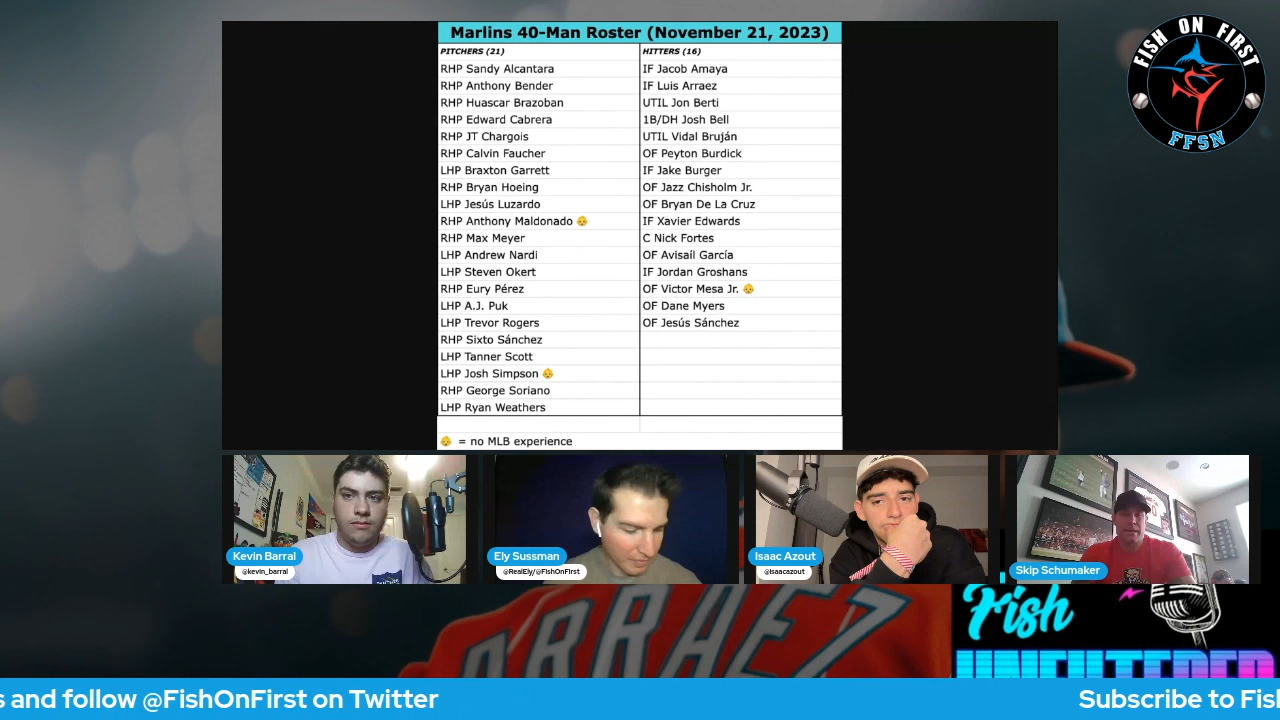 Marlins 40-Man Roster (November 21, 2023)
PITCHERS (21)
RHP Sandy Alcantara
RHP Anthony Bender
RHP Huascar Brazoban
RHP Edward Cabrera
RHP JT Chargois
RHP Calvin Faucher
LHP Braxton Garrett
RHP Bryan Hoeing
LHP Jesús Luzardo
RHP Anthony Maldonado 👶
RHP Max Meyer
LHP Andrew Nardi
LHP Steven Okert
RHP Eury Pérez
LHP A.J. Puk
LHP Trevor Rogers
RHP Sixto Sánchez
LHP Tanner Scott
LHP Josh Simpson 👶
RHP George Soriano
LHP Ryan Weathers
HITTERS (16)
IF Jacob Amaya
IF Luis Arraez
UTIL Jon Berti
1B/DH Josh Bell
UTIL Vidal Bruján
OF Peyton Burdick
IF Jake Burger
OF Jazz Chisholm Jr.
OF Bryan De La Cruz
IF Xavier Edwards
C Nick Fortes
OF Avisaíl García
IF Jordan Groshans
OF Victor Mesa Jr. 👶
OF Dane Myers
OF Jesús Sánchez
👶 = no MLB experience
FISH ON FIRST
FFSN
Kevin Barral
@kevin_barral
Ely Sussman
@RealEly/@FishOnFirst
Isaac Azout
@isaacazout
Skip Schumaker
ARRAEZ
Fish
UNFILTERED
s and follow @FishOnFirst on Twitter
Subscribe to Fis